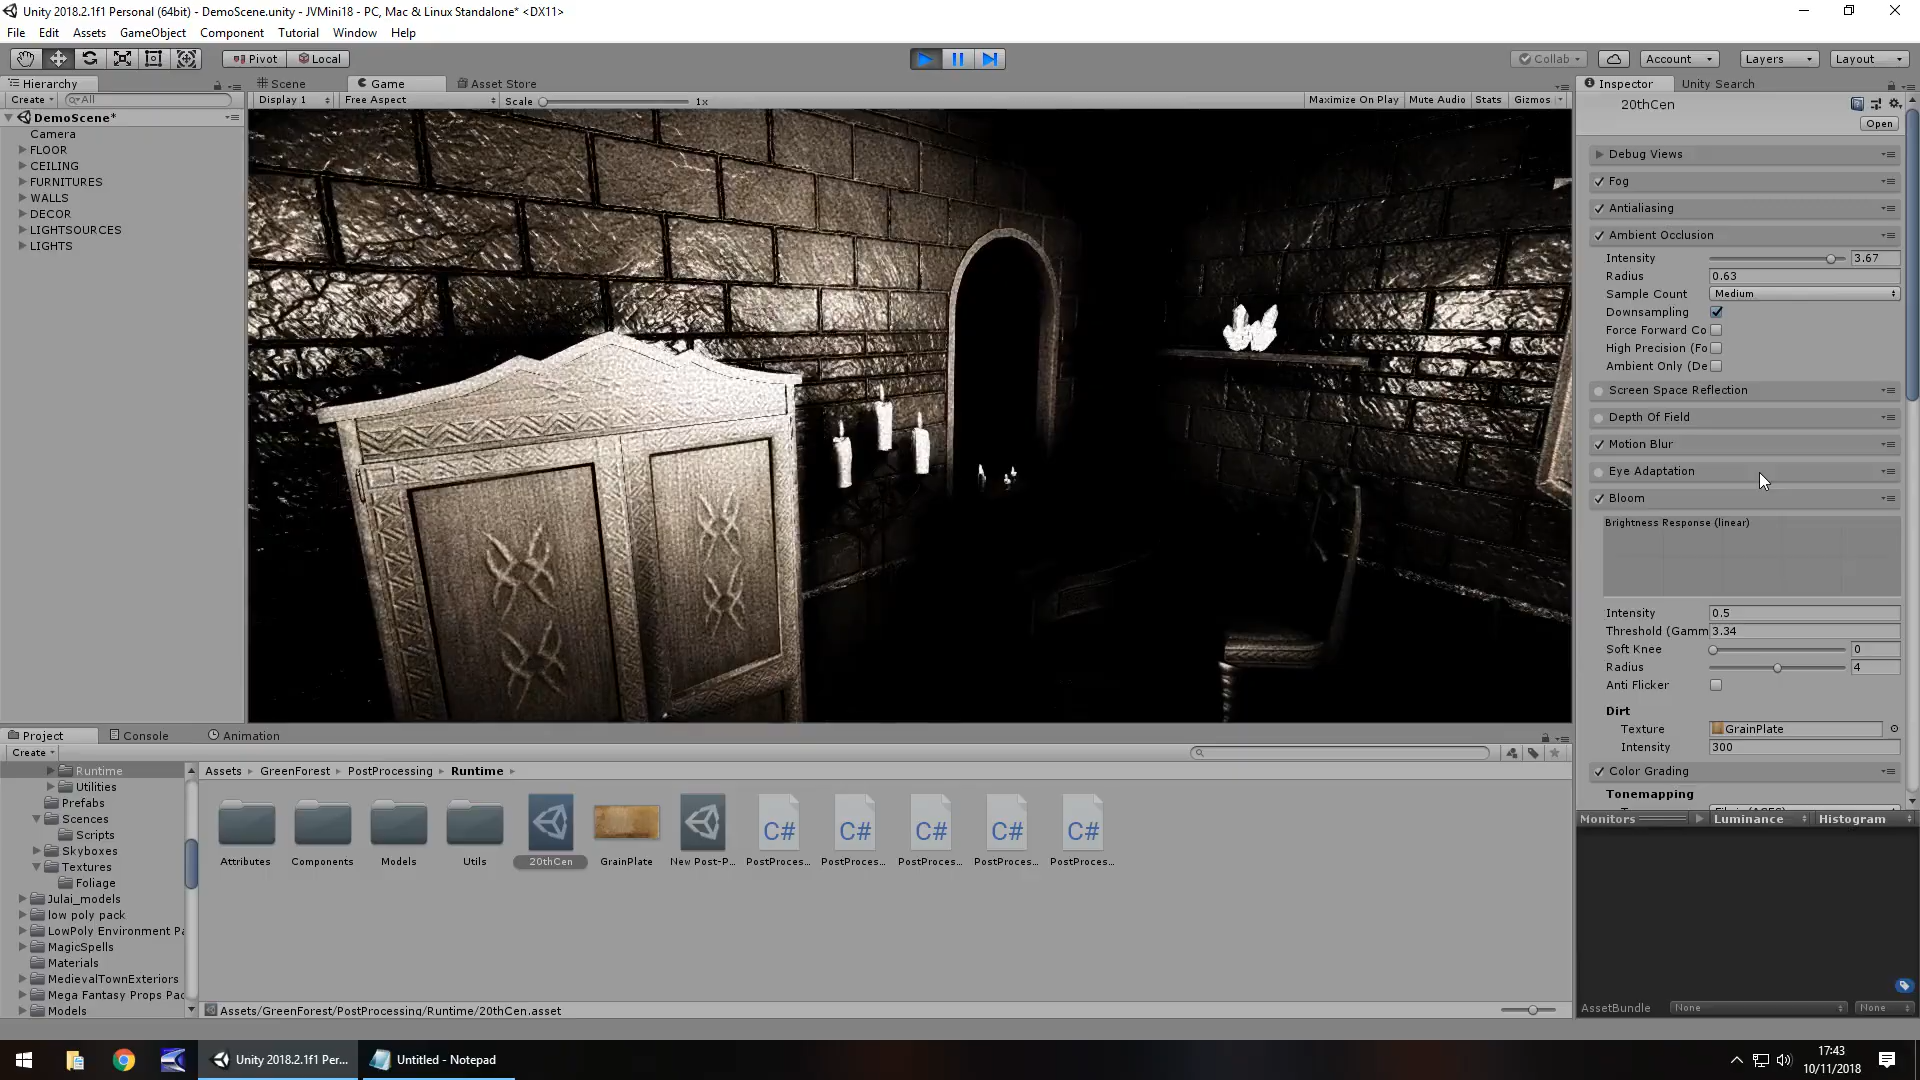 Unity 2018.2.1f1 Personal (64bit) - DemoScene.unity - JVMini18 - PC, Mac & Linux Standalone* <DX11>
File Edit Assets GameObject Component Tutorial Window Help
Pivot Local Collab Account Layers Layout
Hierarchy Scene Game Asset Store Inspector Unity Search
Create All Display 1 Free Aspect Scale 1x Maximize On Play Mute Audio Stats Gizmos
20thCen
Open
DemoScene*
Camera
FLOOR
CEILING
FURNITURES
WALLS
DECOR
LIGHTSOURCES
LIGHTS
Debug Views
Fog
Antialiasing
Ambient Occlusion
Intensity 3.67
Radius 0.63
Sample Count Medium
Downsampling
Force Forward Co
High Precision (Fo
Ambient Only (De
Screen Space Reflection
Depth Of Field
Motion Blur
Eye Adaptation
Bloom
Brightness Response (linear)
Intensity 0.5
Threshold (Gamm 3.34
Soft Knee 0
Radius 4
Anti Flicker
Dirt
Texture GrainPlate
Intensity 300
Color Grading
Tonemapping
Monitors Luminance Histogram
AssetBundle None None
Project Console Animation
Create
Runtime
Utilities
Prefabs
Scences
Scripts
Skyboxes
Textures
Foliage
Julai_models
low poly pack
LowPoly Environment Pa
MagicSpells
Materials
MedievalTownExteriors
Mega Fantasy Props Pac
Models
Assets GreenForest PostProcessing Runtime
C# C# C# C# C#
Attributes Components Models Utils 20thCen GrainPlate New Post-P... PostProces... PostProces... PostProces... PostProces... PostProces...
Assets/GreenForest/PostProcessing/Runtime/20thCen.asset
Unity 2018.2.1f1 Per... Untitled - Notepad
17:43
10/11/2018